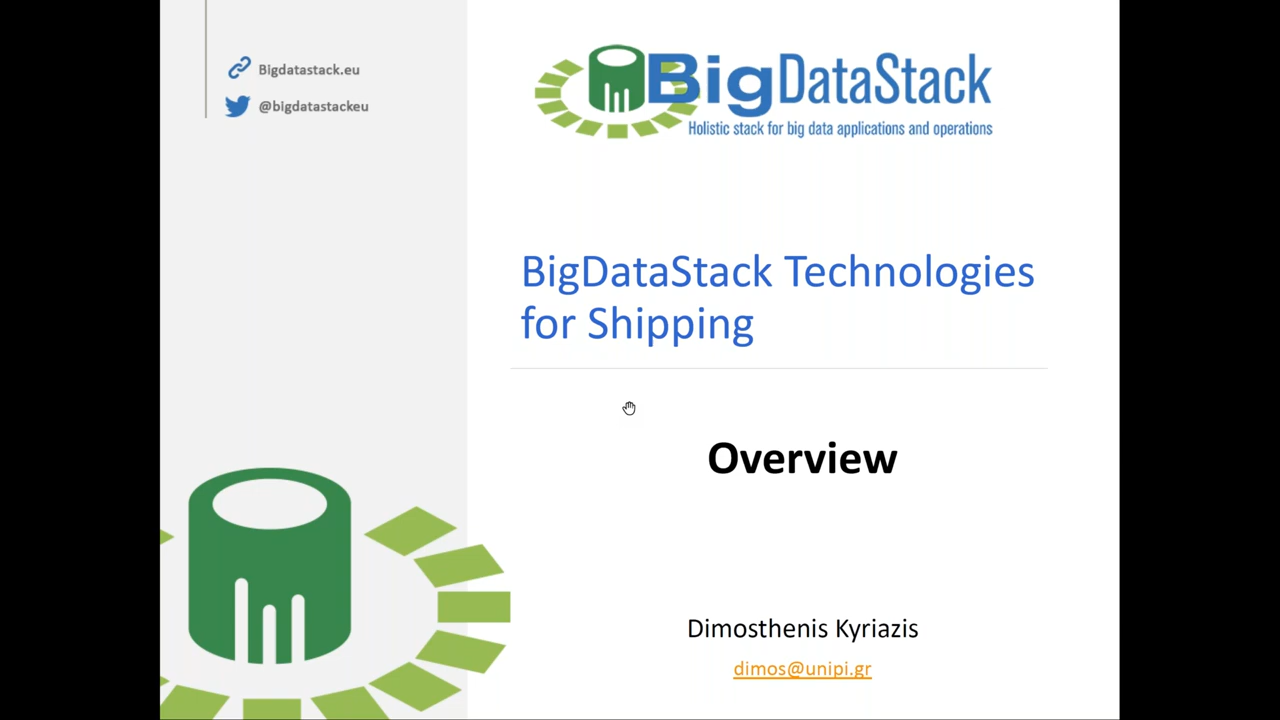 Bigdatastack.eu
@bigdatastackeu
BigDataStack
Holistic stack for big data applications and operations
BigDataStack Technologies
for Shipping
Overview
Dimosthenis Kyriazis
dimos@unipi.gr